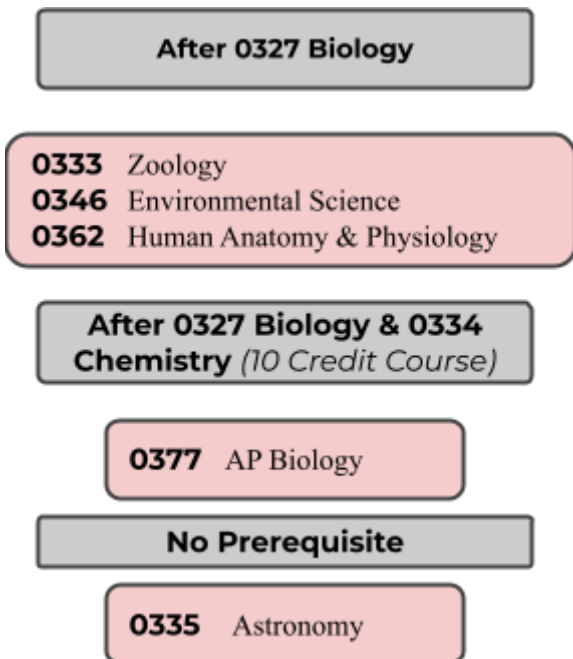 After 0327 Biology
0333 Zoology
0346 Environmental Science
0362 Human Anatomy & Physiology
After 0327 Biology & 0334
Chemistry (10 Credit Course)
0377 AP Biology
No Prerequisite
0335 Astronomy